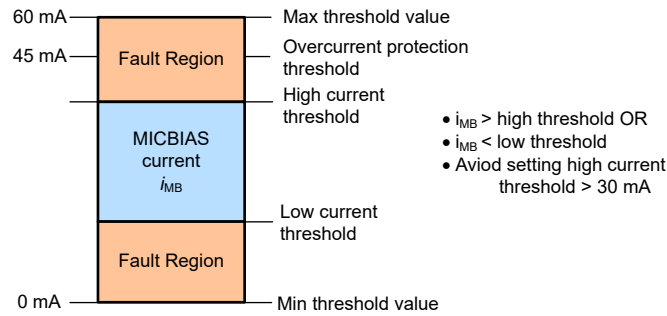 60 mA
Max threshold value
45 mA
Fault Region
Overcurrent protection
threshold
High current
threshold
MICBIAS
current
iMB
• iMB > high threshold OR
• iMB < low threshold
• Aviod setting high current
threshold > 30 mA
Low current
threshold
Fault Region
0 mA
Min threshold value